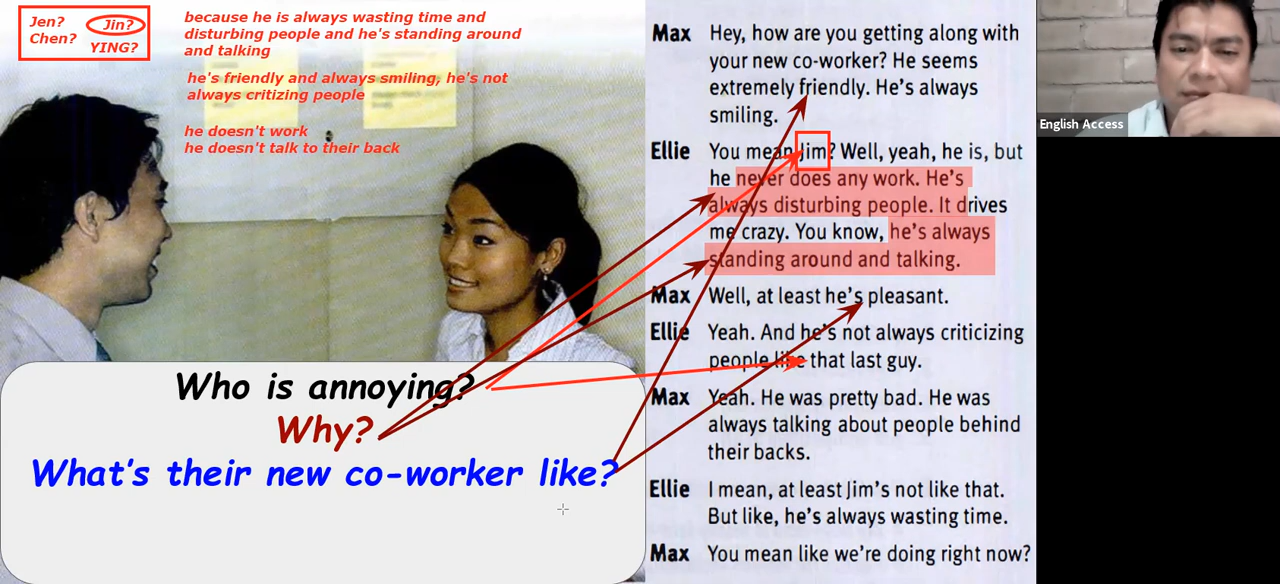 Jen?
Jin?
Chen?
YING?
because he is always wasting time and
disturbing people and he's standing around
and talking
he's friendly and always smiling, he's not
always critizing people
he doesn't work
he doesn't talk to their back
Who is annoying?
Why?
What's their new co-worker like?
Max Hey, how are you getting along with
your new co-worker? He seems
extremely friendly. He's always
smiling.
Ellie You mean Jim? Well, yeah, he is, but
he never does any work. He's
always disturbing people. It drives
me crazy. You know, he's always
standing around and talking.
Max Well, at least he's pleasant.
Ellie Yeah. And he's not always criticizing
people like that last guy.
Max Yeah. He was pretty bad. He was
always talking about people behind
their backs.
Ellie I mean, at least Jim's not like that.
But like, he's always wasting time.
Max You mean like we're doing right now?
English Access